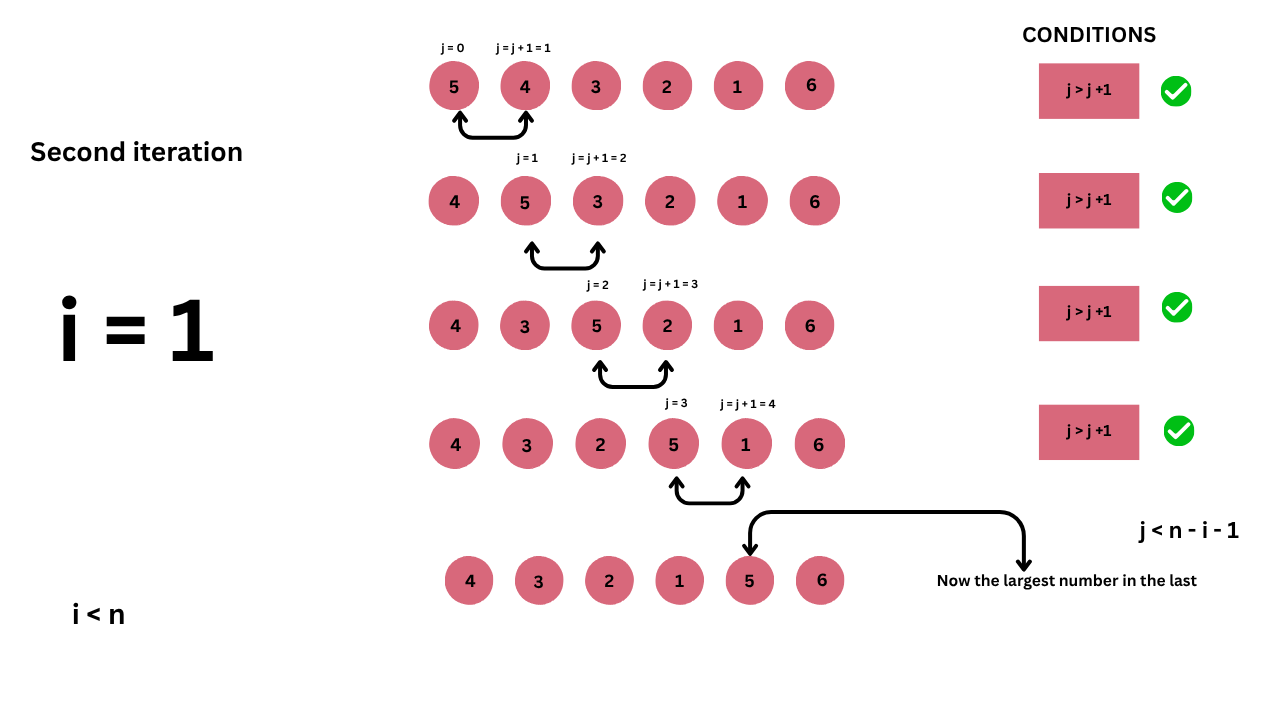 CONDITIONS
j = 0 j = j + 1 = 1
5 4 3 2 1 6 j > j +1
Second iteration
j = 1 j = j + 1 = 2
4 5 3 2 1 6 j > j +1
i = 1
j = 2 j = j + 1 = 3
4 3 5 2 1 6 j > j +1
j = 3 j = j + 1 = 4
4 3 2 5 1 6 j > j +1
j < n - i - 1
4 3 2 1 5 6 Now the largest number in the last
i < n